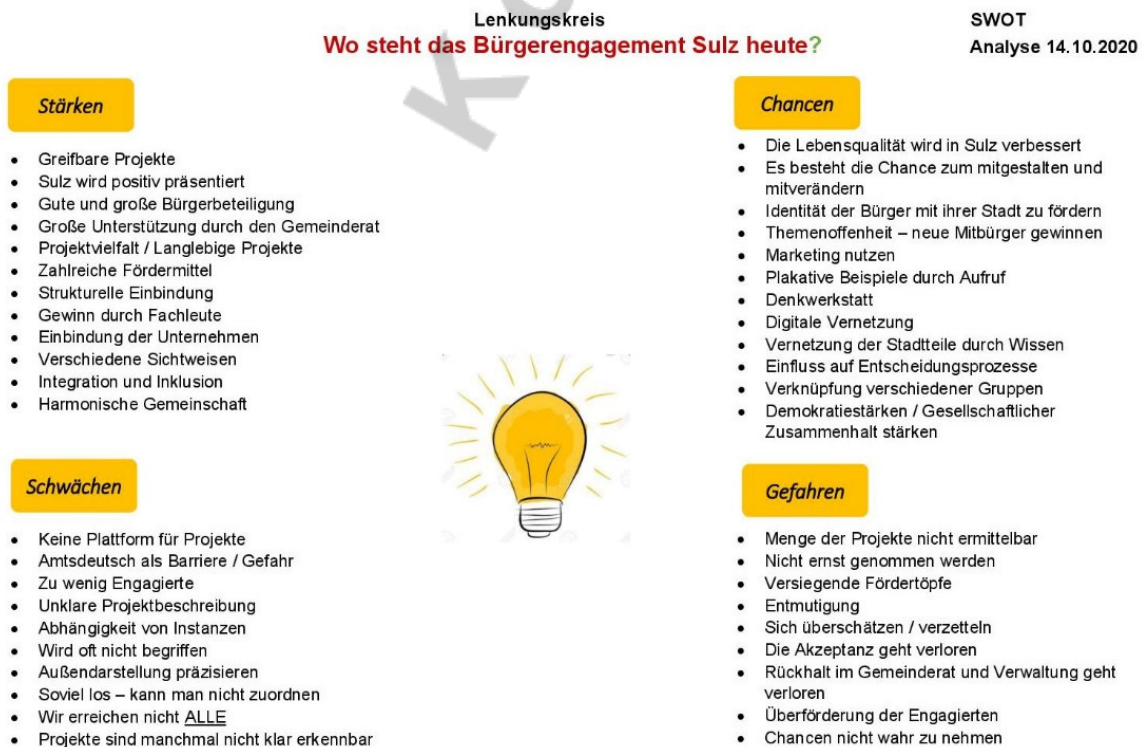 Lenkungskreis
Wo steht das Bürgerengagement Sulz heute?
SWOT
Analyse 14.10.2020
Stärken
• Greifbare Projekte
• Sulz wird positiv präsentiert
• Gute und große Bürgerbeteiligung
• Große Unterstützung durch den Gemeinderat
• Projektvielfalt / Langlebige Projekte
• Zahlreiche Fördermittel
• Strukturelle Einbindung
• Gewinn durch Fachleute
• Einbindung der Unternehmen
• Verschiedene Sichtweisen
• Integration und Inklusion
• Harmonische Gemeinschaft
Schwächen
• Keine Plattform für Projekte
• Amtsdeutsch als Barriere / Gefahr
• Zu wenig Engagierte
• Unklare Projektbeschreibung
• Abhängigkeit von Instanzen
• Wird oft nicht begriffen
• Außendarstellung präzisieren
• Soviel los – kann man nicht zuordnen
• Wir erreichen nicht ALLE
• Projekte sind manchmal nicht klar erkennbar
Chancen
• Die Lebensqualität wird in Sulz verbessert
• Es besteht die Chance zum mitgestalten und
mitverändern
• Identität der Bürger mit ihrer Stadt zu fördern
• Themenoffenheit – neue Mitbürger gewinnen
• Marketing nutzen
• Plakative Beispiele durch Aufruf
• Denkwerkstatt
• Digitale Vernetzung
• Vernetzung der Stadtteile durch Wissen
• Einfluss auf Entscheidungsprozesse
• Verknüpfung verschiedener Gruppen
• Demokratiestärken / Gesellschaftlicher
Zusammenhalt stärken
Gefahren
• Menge der Projekte nicht ermittelbar
• Nicht ernst genommen werden
• Versiegende Fördertöpfe
• Entmutigung
• Sich überschätzen / verzetteln
• Die Akzeptanz geht verloren
• Rückhalt im Gemeinderat und Verwaltung geht
verloren
• Überförderung der Engagierten
• Chancen nicht wahr zu nehmen